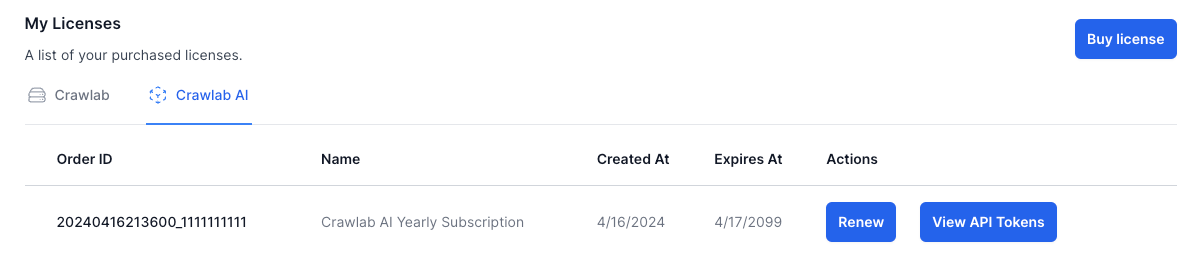 My Licenses
A list of your purchased licenses.
Buy license
Crawlab Crawlab AI
Order ID Name Created At Expires At Actions
20240416213600_1111111111 Crawlab AI Yearly Subscription 4/16/2024 4/17/2099 Renew View API Tokens